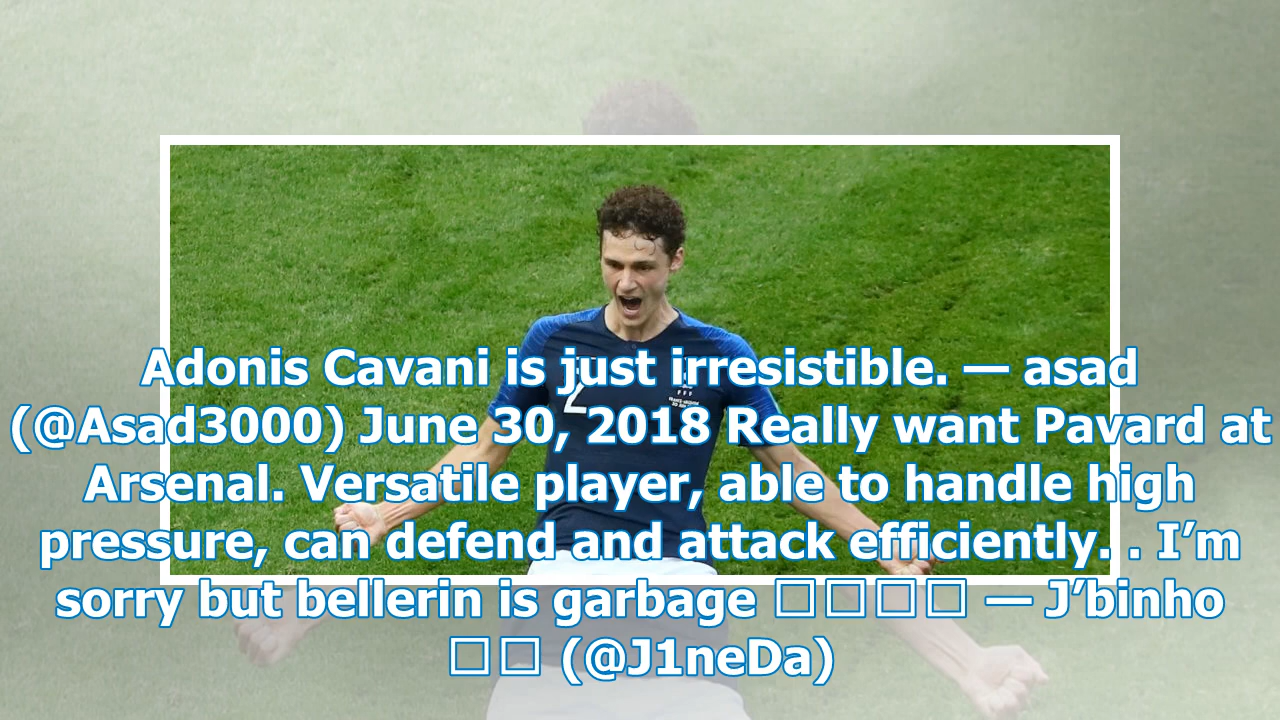 Adonis Cavani is just irresistible. — asad
(@Asad3000) June 30, 2018 Really want Pavard at
Arsenal. Versatile player, able to handle high
pressure, can defend and attack efficiently. . I’m
sorry but bellerin is garbage □□□□ — J’binho
□□ (@J1neDa)
2